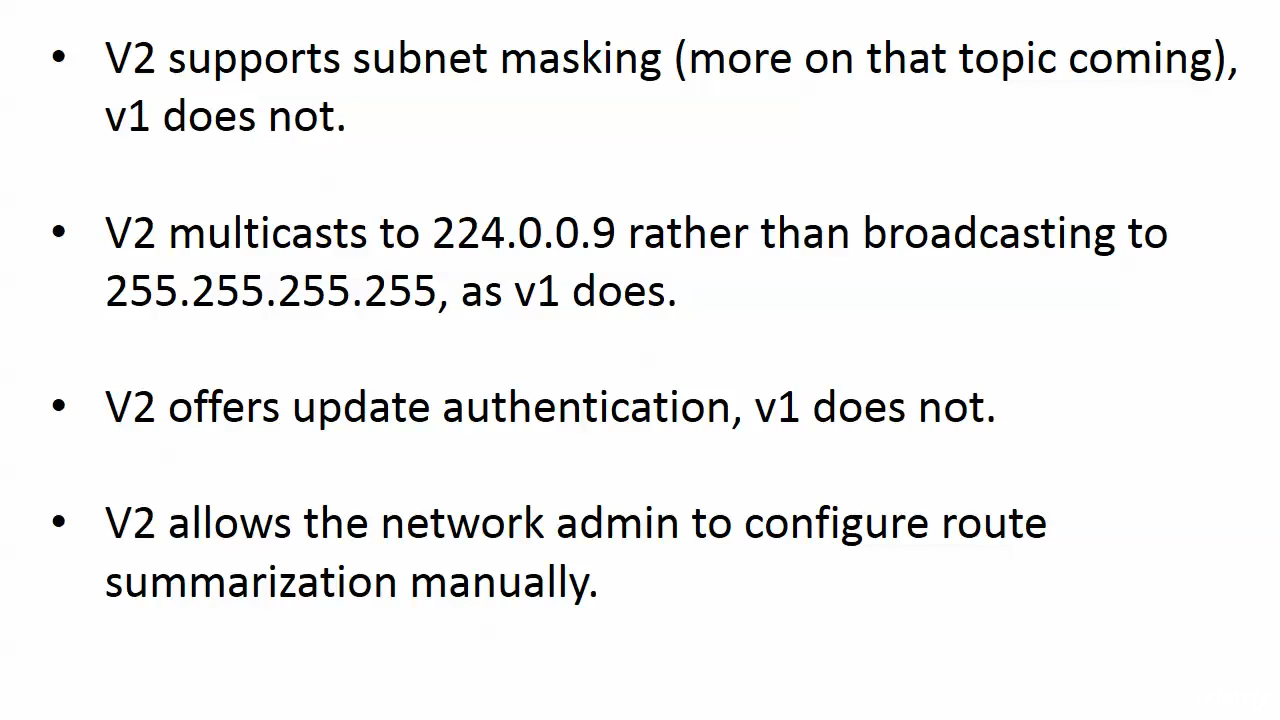 • V2 supports subnet masking (more on that topic coming),
v1 does not.
• V2 multicasts to 224.0.0.9 rather than broadcasting to
255.255.255.255, as v1 does.
• V2 offers update authentication, v1 does not.
• V2 allows the network admin to configure route
summarization manually.